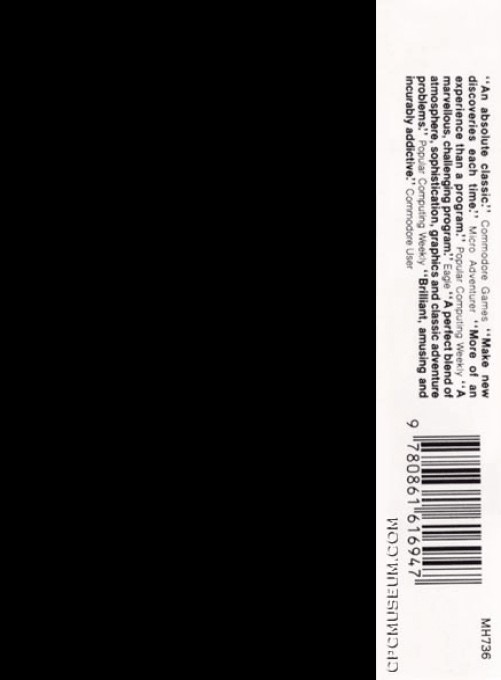 "An absolute classic." Commodore Games "Make new
discoveries each time." Micro Adventurer "More of an
experience than a program." Popular Computing Weekly "A
marvellous, challenging program." Eagle "A perfect blend of
atmosphere, sophistication, graphics and classic adventure
problems." Popular Computing Weekly "Brilliant, amusing and
incurably addictive." Commodore User
9 780861 616947
MH736
CPCMUSEUM.COM